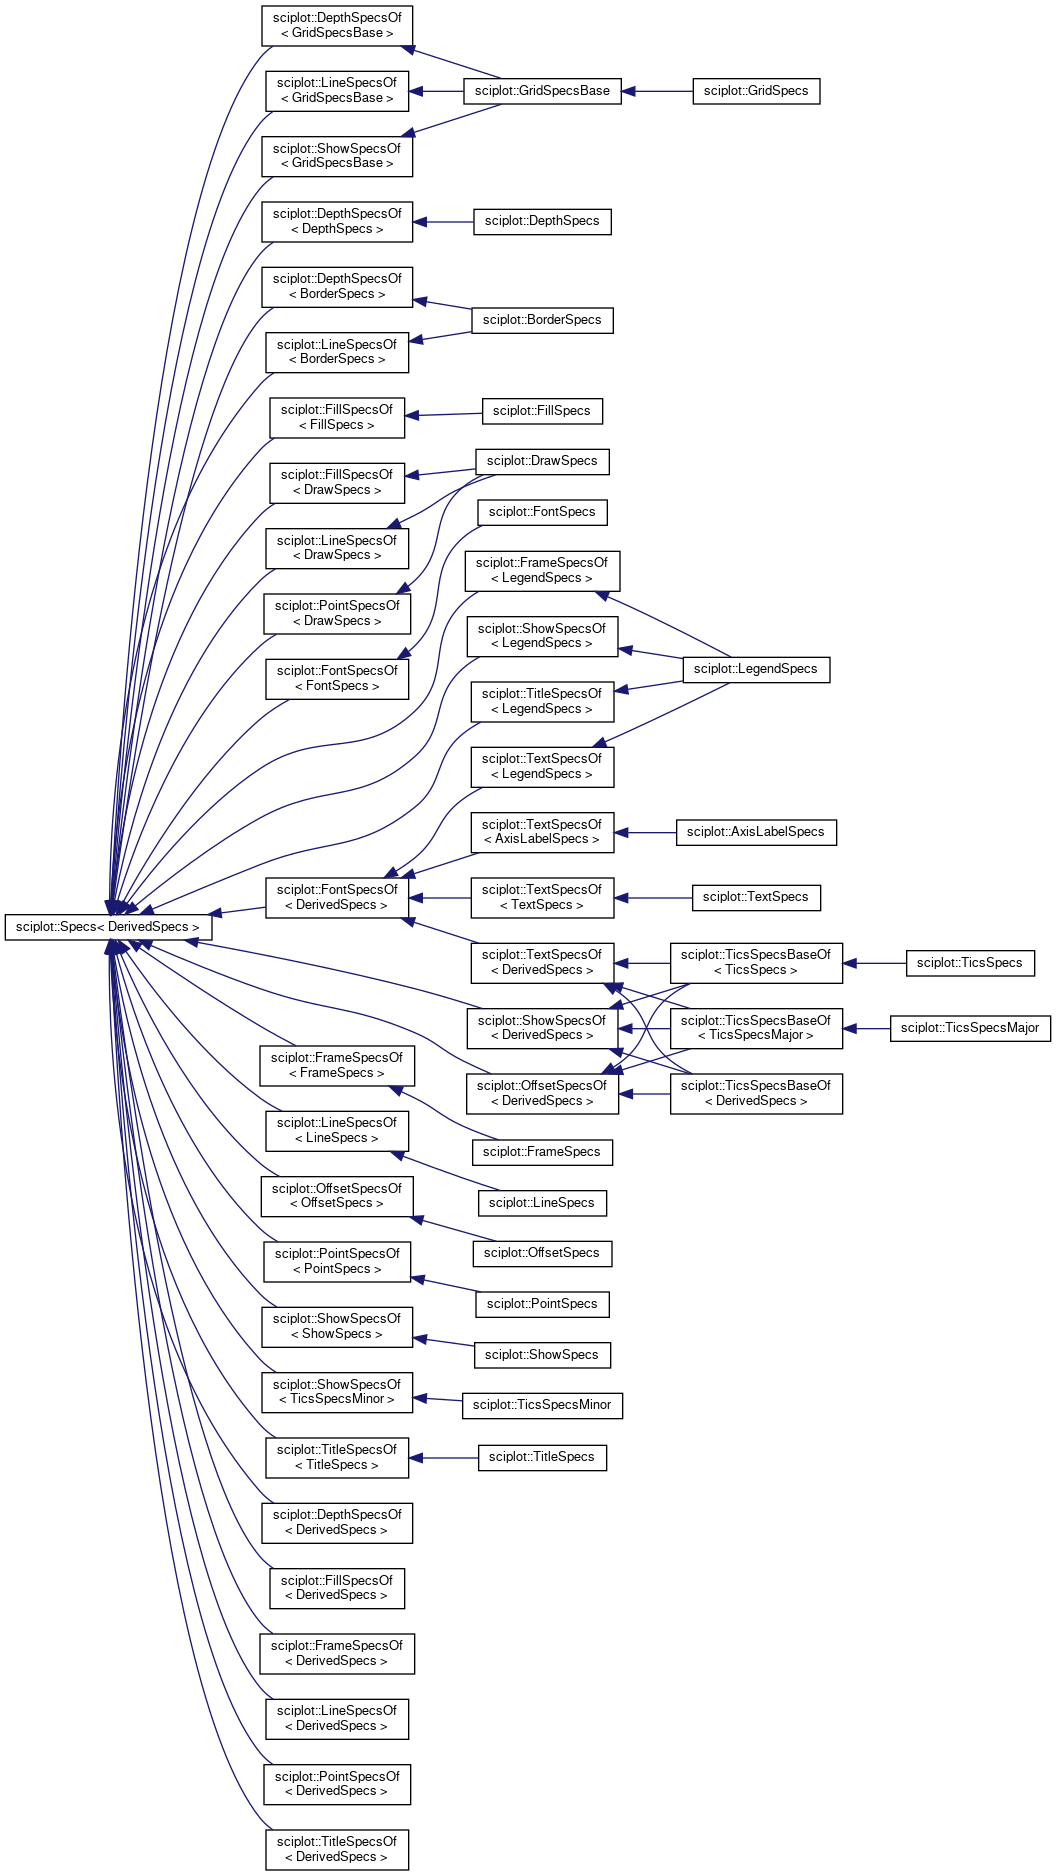 sciplot::DepthSpecsOf
< GridSpecsBase >
sciplot::LineSpecsOf
< GridSpecsBase >
sciplot::GridSpecsBase
sciplot::GridSpecs
sciplot::ShowSpecsOf
< GridSpecsBase >
sciplot::DepthSpecsOf
< DepthSpecs >
sciplot::DepthSpecs
sciplot::DepthSpecsOf
< BorderSpecs >
sciplot::BorderSpecs
sciplot::LineSpecsOf
< BorderSpecs >
sciplot::FillSpecsOf
< FillSpecs >
sciplot::FillSpecs
sciplot::FillSpecsOf
< DrawSpecs >
sciplot::DrawSpecs
sciplot::LineSpecsOf
< DrawSpecs >
sciplot::FontSpecs
sciplot::PointSpecsOf
< DrawSpecs >
sciplot::FrameSpecsOf
< LegendSpecs >
sciplot::FontSpecsOf
< FontSpecs >
sciplot::ShowSpecsOf
< LegendSpecs >
sciplot::LegendSpecs
sciplot::TitleSpecsOf
< LegendSpecs >
sciplot::TextSpecsOf
< LegendSpecs >
sciplot::TextSpecsOf
< AxisLabelSpecs >
sciplot::AxisLabelSpecs
sciplot::FontSpecsOf
< DerivedSpecs >
sciplot::TextSpecsOf
< TextSpecs >
sciplot::TextSpecs
sciplot::Specs< DerivedSpecs >
sciplot::TextSpecsOf
< DerivedSpecs >
sciplot::TicsSpecsBaseOf
< TicsSpecs >
sciplot::TicsSpecs
sciplot::ShowSpecsOf
< DerivedSpecs >
sciplot::TicsSpecsBaseOf
< TicsSpecsMajor >
sciplot::TicsSpecsMajor
sciplot::FrameSpecsOf
< FrameSpecs >
sciplot::OffsetSpecsOf
< DerivedSpecs >
sciplot::TicsSpecsBaseOf
< DerivedSpecs >
sciplot::LineSpecsOf
< LineSpecs >
sciplot::FrameSpecs
sciplot::OffsetSpecsOf
< OffsetSpecs >
sciplot::LineSpecs
sciplot::PointSpecsOf
< PointSpecs >
sciplot::OffsetSpecs
sciplot::ShowSpecsOf
< ShowSpecs >
sciplot::PointSpecs
sciplot::ShowSpecs
sciplot::ShowSpecsOf
< TicsSpecsMinor >
sciplot::TicsSpecsMinor
sciplot::TitleSpecsOf
< TitleSpecs >
sciplot::TitleSpecs
sciplot::DepthSpecsOf
< DerivedSpecs >
sciplot::FillSpecsOf
< DerivedSpecs >
sciplot::FrameSpecsOf
< DerivedSpecs >
sciplot::LineSpecsOf
< DerivedSpecs >
sciplot::PointSpecsOf
< DerivedSpecs >
sciplot::TitleSpecsOf
< DerivedSpecs >